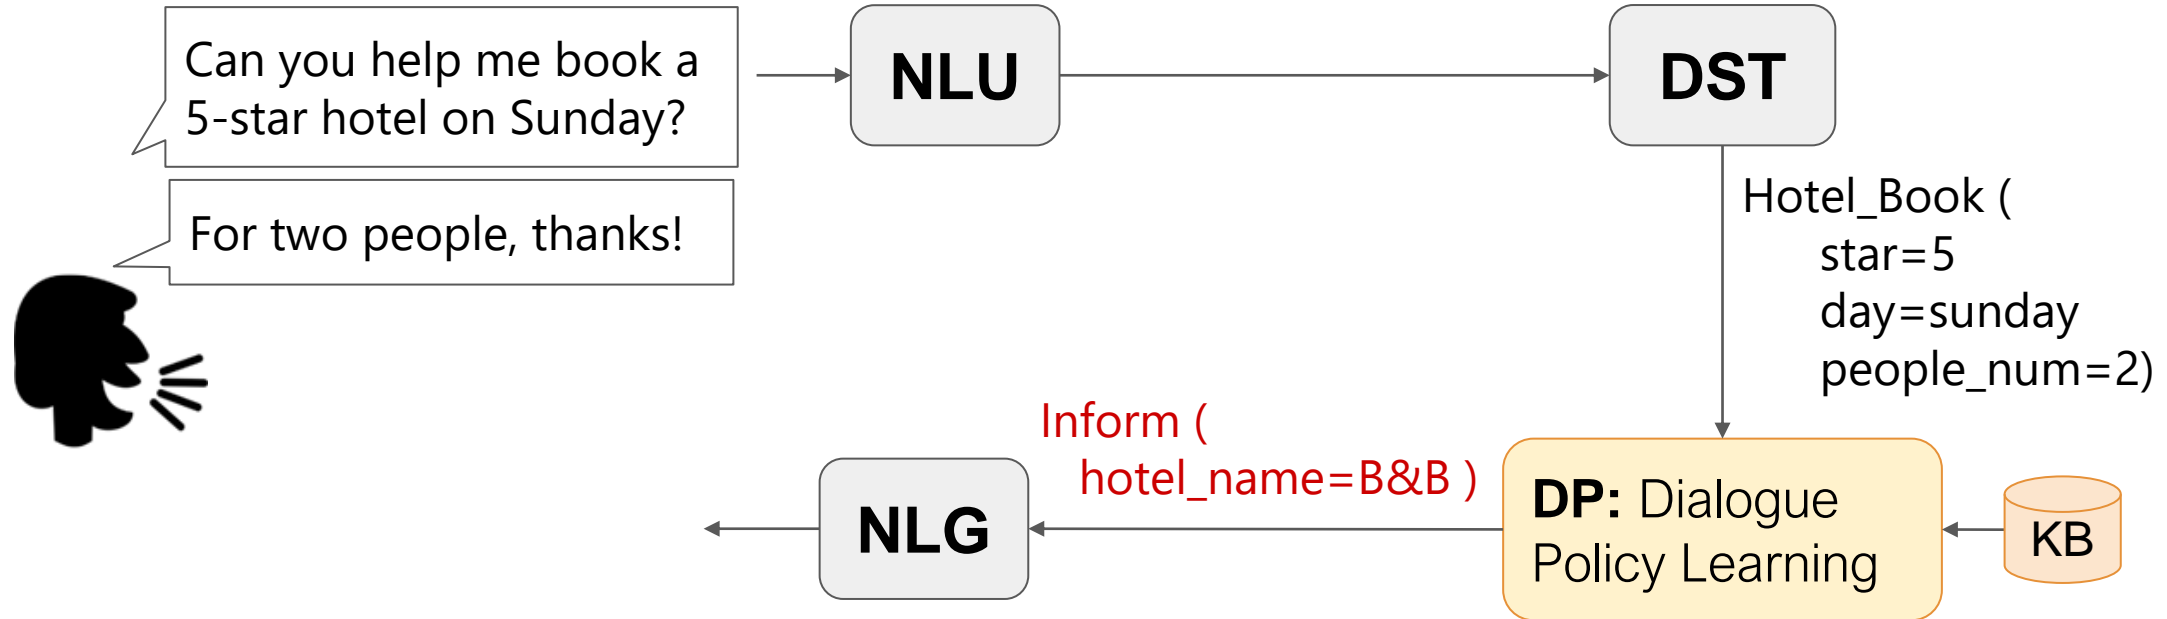 Can you help me book a
5-star hotel on Sunday?
For two people, thanks!
NLU
DST
Hotel_Book (
star=5
day=sunday
people_num=2)
Inform (
hotel_name=B&B )
NLG
DP: Dialogue
Policy Learning
KB